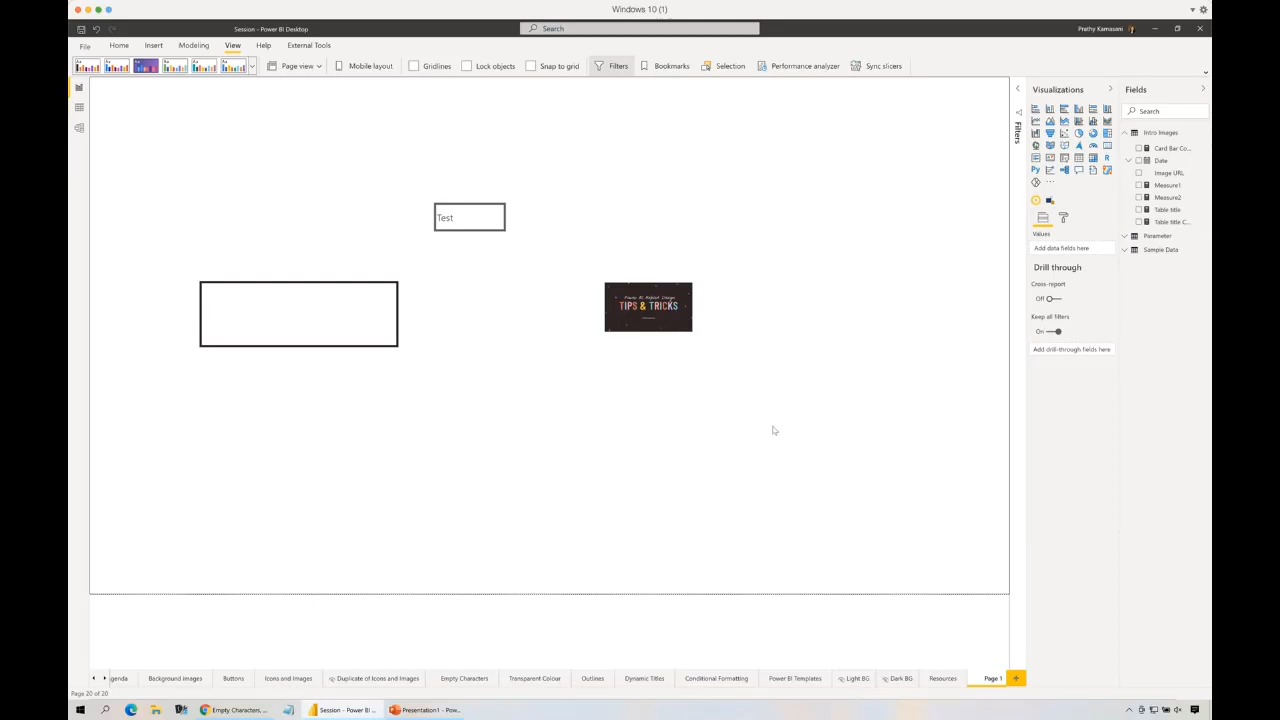 Windows 10 (1)
Session - Power BI Desktop
Search
Prathy Kamasani
File
Home
Insert
Modeling
View
Help
External Tools
Page view
Mobile layout
Gridlines
Lock objects
Snap to grid
Filters
Bookmarks
Selection
Performance analyzer
Sync slicers
Test
TIPS & TRICKS
Filters
Visualizations
Values
Add data fields here
Drill through
Cross-report
Off
Keep all filters
On
Add drill-through fields here
Fields
Search
Intro Images
Card Bar Co...
Date
Image URL
Measure1
Measure2
Table title
Table title C...
Parameter
Sample Data
genda
Background images
Buttons
Icons and Images
Duplicate of Icons and Images
Empty Characters
Transparent Colour
Outlines
Dynamic Titles
Conditional Formatting
Power BI Templates
Light BG
Dark BG
Resources
Page 1
Page 20 of 20
Empty Characters, ...
Session - Power BI ...
Presentation1 - Pow...